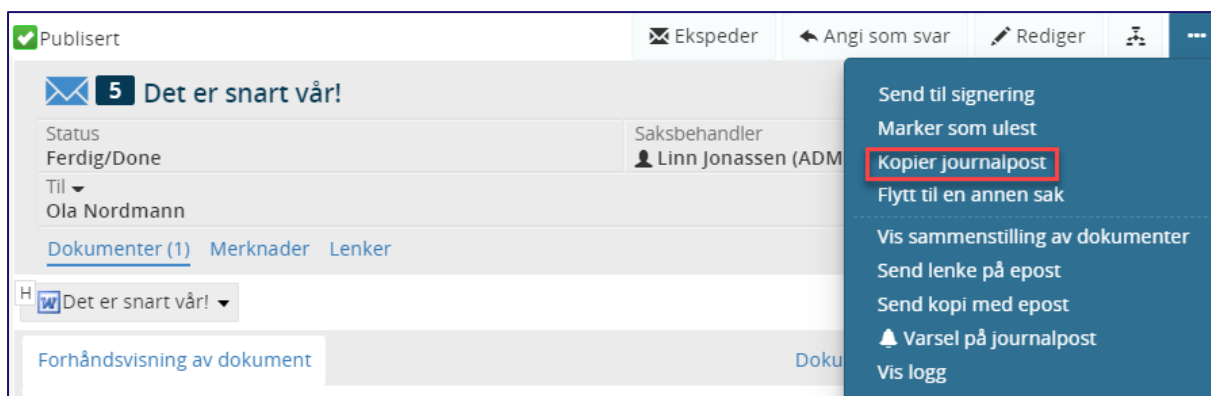 Publisert
Ekspeder
Angi som svar
Rediger
5 Det er snart vår!
Status
Ferdig/Done
Saksbehandler
Linn Jonassen (ADM
Til
Ola Nordmann
Dokumenter (1) Merknader Lenker
H
Det er snart vår!
Forhåndsvisning av dokument
Doku
Send til signering
Marker som ulest
Kopier journalpost
Flytt til en annen sak
Vis sammenstilling av dokumenter
Send lenke på epost
Send kopi med epost
Varsel på journalpost
Vis logg